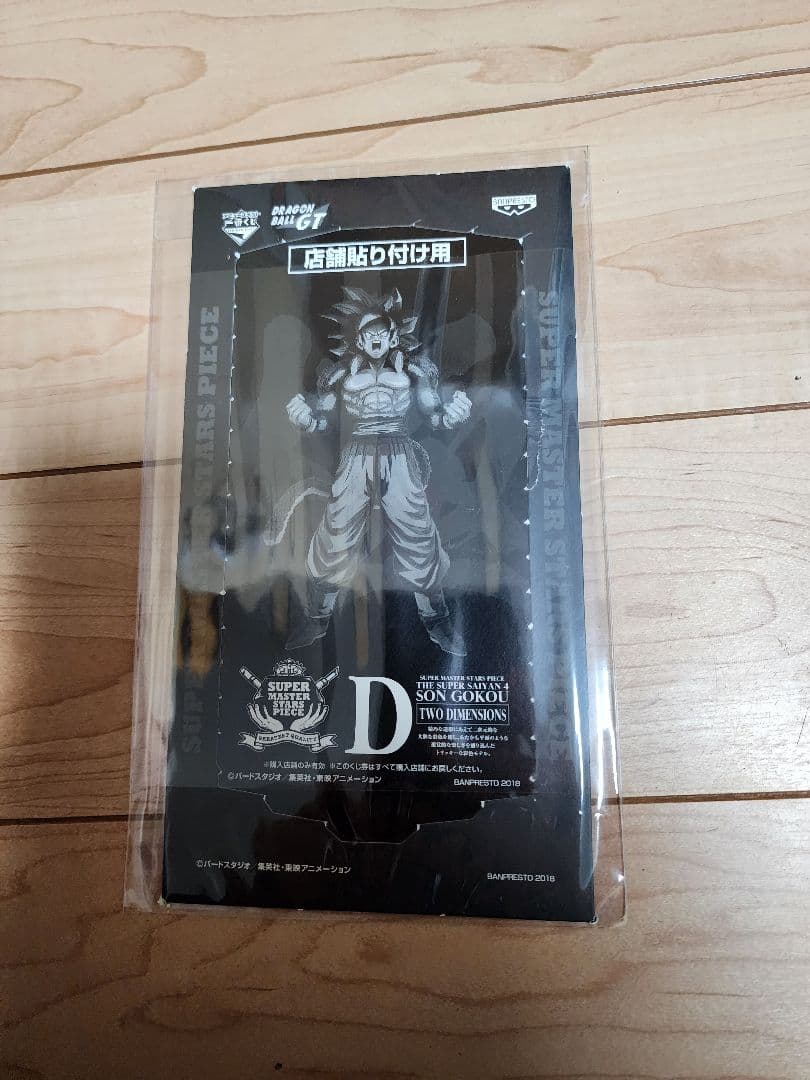 一番くじ
DRAGON
BALL GT
BANPRESTO
店舗貼り付け用
STARS PIECE
SUPER MASTER STARS PIECE
SUPER
MASTER
STARS
PIECE
D
SUPER MASTER STARS PIECE
THE SUPER SAIYAN 4
SON GOKOU
TWO DIMENSIONS
※購入店舗のみ有効 ※このくじ券はすべて購入店舗にお戻しください。
©バードスタジオ／集英社・東映アニメーション
BANPRESTO 2018
©バードスタジオ／集英社・東映アニメーション
BANPRESTO 2018